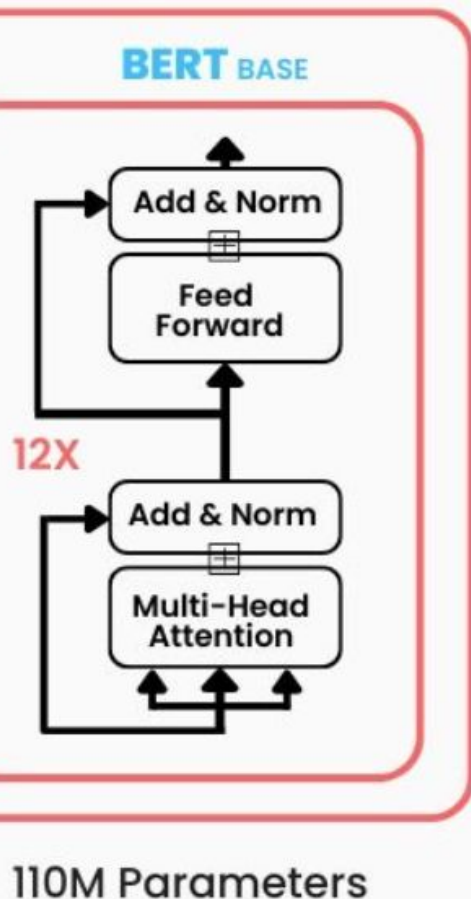 BERT BASE
Add & Norm
Feed
Forward
12X
Add & Norm
Multi-Head
Attention
110M Parameters